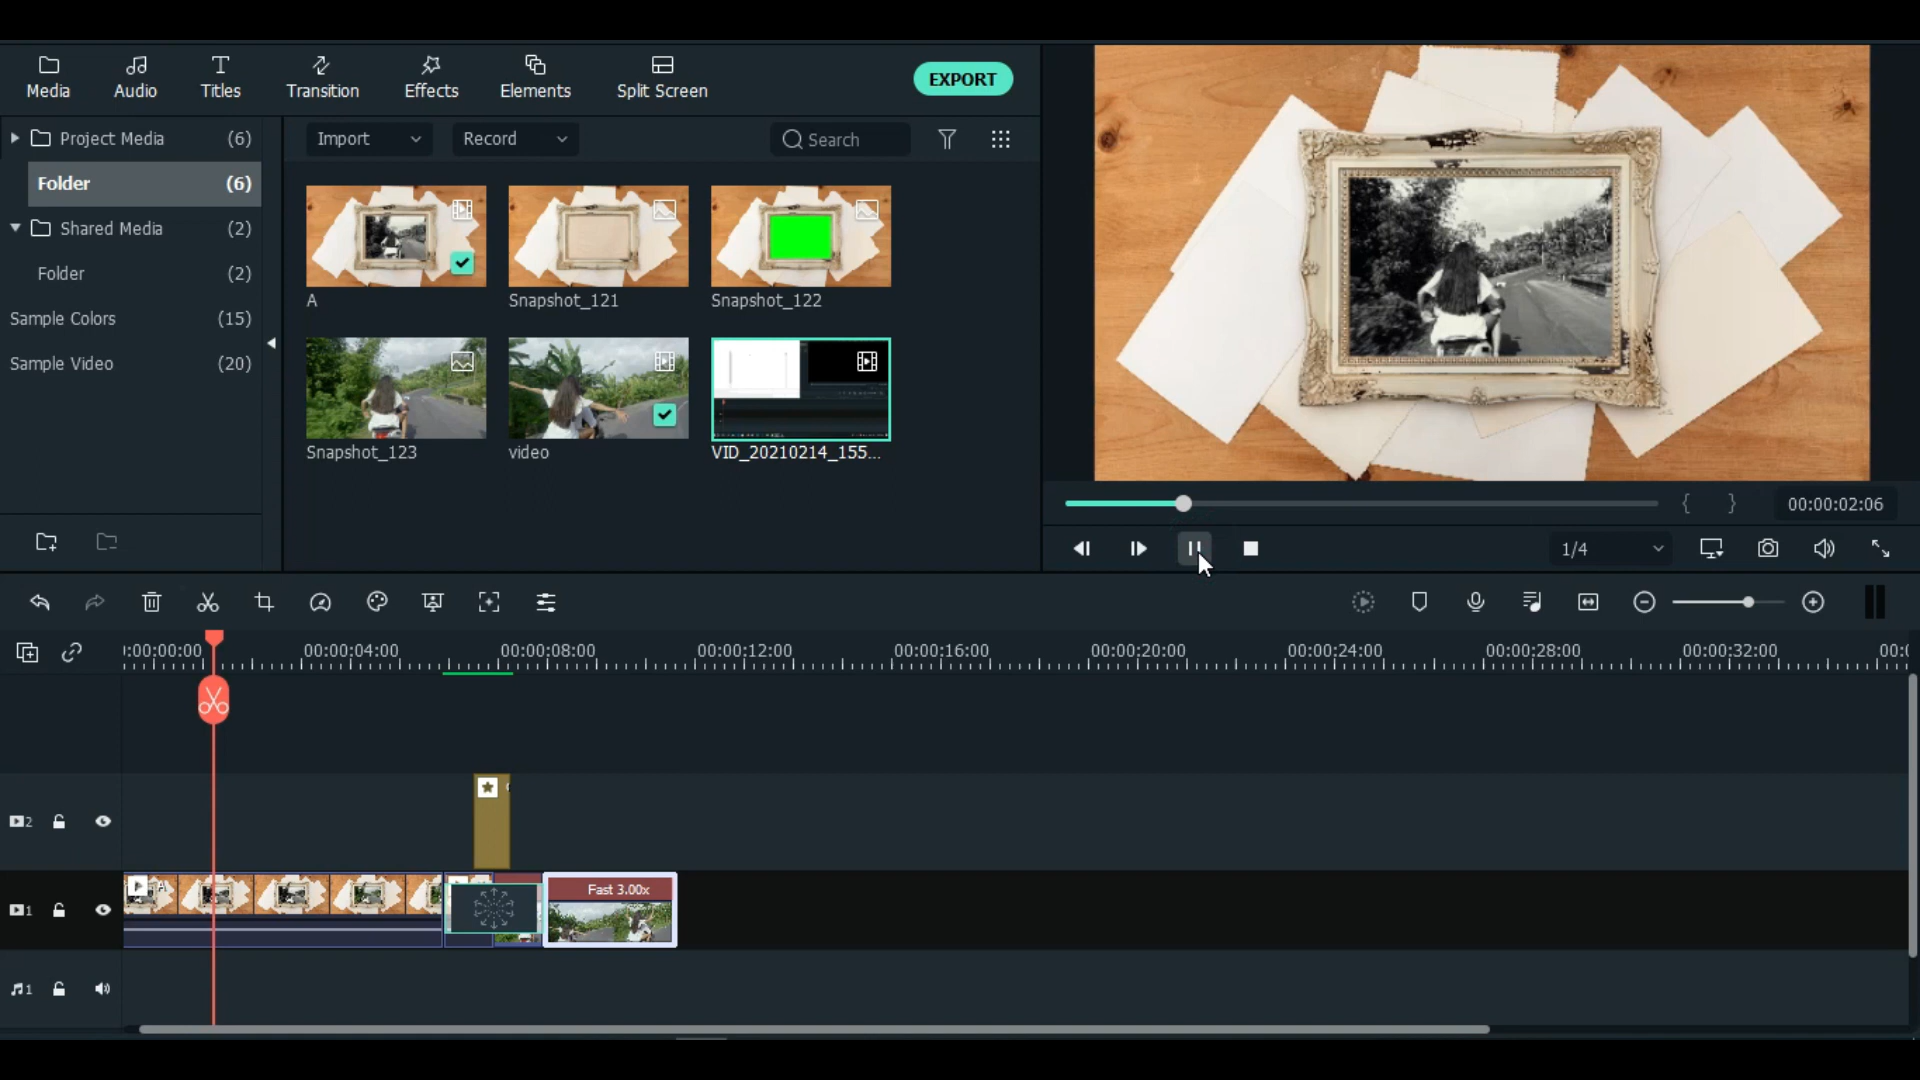 Media
Audio
Titles
Transition
Effects
Elements
Split Screen
EXPORT
Project Media (6)
Folder (6)
Shared Media (2)
Folder (2)
Sample Colors (15)
Sample Video (20)
Import
Record
Search
A
Snapshot_121
Snapshot_122
Snapshot_123
video
VID_20210214_155...
00:00:02:06
1/4
:00:00:00
00:00:04:00
00:00:08:00
00:00:12:00
00:00:16:00
00:00:20:00
00:00:24:00
00:00:28:00
00:00:32:00
00:(
2
A
Fast 3.00x
1
1